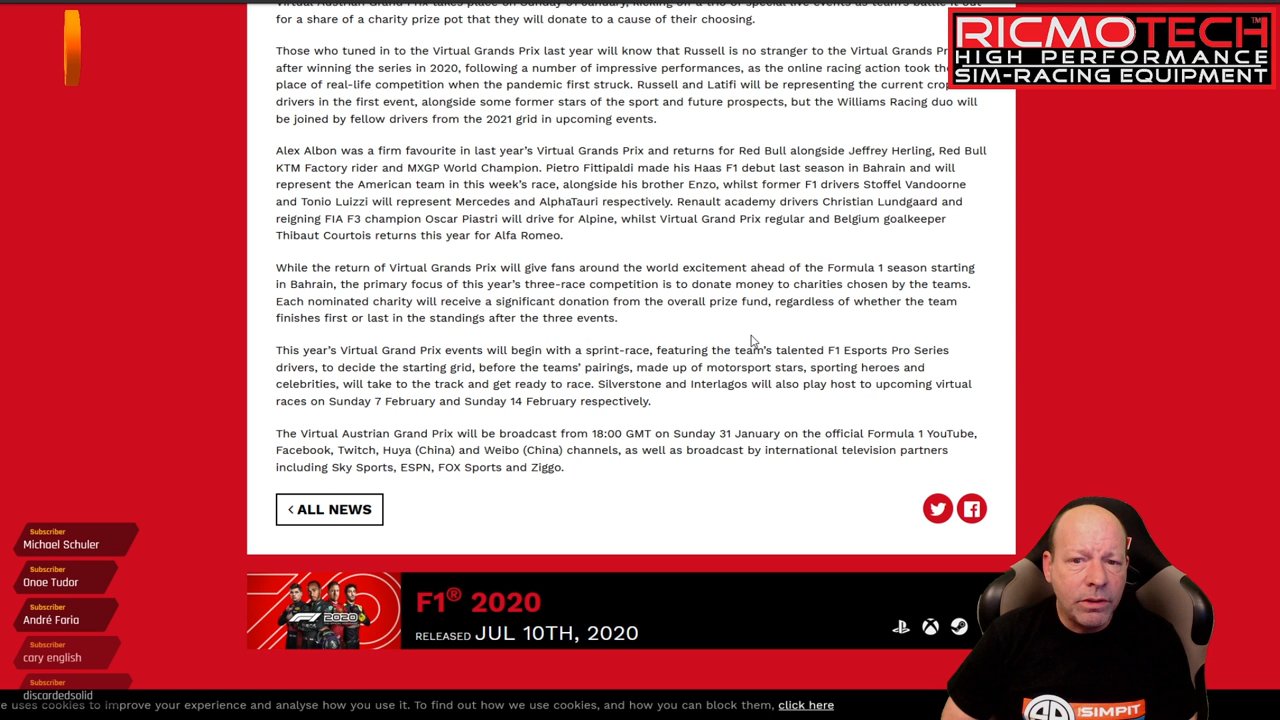 Virtual Austrian Grand Prix takes place on Sunday 31 January, kicking off a trio of special live events as teams battle it out
for a share of a charity prize pot that they will donate to a cause of their choosing.
RICMOTECH™
HIGH PERFORMANCE
SIM-RACING EQUIPMENT
Those who tuned in to the Virtual Grands Prix last year will know that Russell is no stranger to the Virtual Grands
after winning the series in 2020, following a number of impressive performances, as the online racing action took
place of real-life competition when the pandemic first struck. Russell and Latifi will be representing the current
drivers in the first event, alongside some former stars of the sport and future prospects, but the Williams Racing duo will
be joined by fellow drivers from the 2021 grid in upcoming events.
Alex Albon was a firm favourite in last year's Virtual Grands Prix and returns for Red Bull alongside Jeffrey Herling, Red Bull
KTM Factory rider and MXGP World Champion. Pietro Fittipaldi made his Haas F1 debut last season in Bahrain and will
represent the American team in this week's race, alongside his brother Enzo, whilst former F1 drivers Stoffel Vandoorne
and Tonio Luizzi will represent Mercedes and AlphaTauri respectively. Renault academy drivers Christian Lundgaard and
reigning FIA F3 champion Oscar Piastri will drive for Alpine, whilst Virtual Grand Prix regular and Belgium goalkeeper
Thibaut Courtois returns this year for Alfa Romeo.
While the return of Virtual Grands Prix will give fans around the world excitement ahead of the Formula 1 season starting
in Bahrain, the primary focus of this year's three-race competition is to donate money to charities chosen by the teams.
Each nominated charity will receive a significant donation from the overall prize fund, regardless of whether the team
finishes first or last in the standings after the three events.
This year's Virtual Grand Prix events will begin with a sprint-race, featuring the team's talented F1 Esports Pro Series
drivers, to decide the starting grid, before the teams' pairings, made up of motorsport stars, sporting heroes and
celebrities, will take to the track and get ready to race. Silverstone and Interlagos will also play host to upcoming virtual
races on Sunday 7 February and Sunday 14 February respectively.
The Virtual Austrian Grand Prix will be broadcast from 18:00 GMT on Sunday 31 January on the official Formula 1 YouTube,
Facebook, Twitch, Huya (China) and Weibo (China) channels, as well as broadcast by international television partners
including Sky Sports, ESPN, FOX Sports and Ziggo.
< ALL NEWS
Subscriber
Michael Schuler
Subscriber
Onoe Tudor
Subscriber
André Faria
Subscriber
cary english
Subscriber
discardedsolid
F1 2020
F1® 2020
RELEASED JUL 10TH, 2020
SIMPIT
e uses cookies to improve your experience and analyse how you use it. To find out how we use cookies, and how you can block them, click here